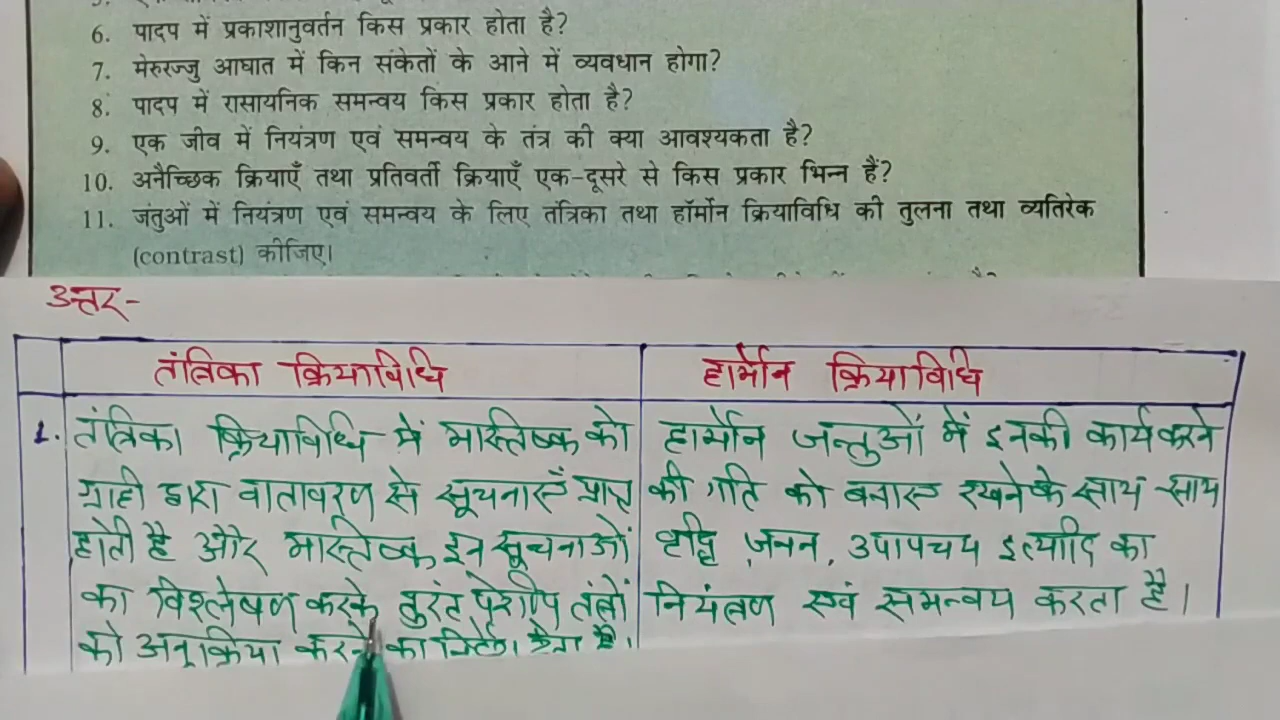 6. पादप में प्रकाशानुवर्तन किस प्रकार होता है?
7. मेरुरज्जु आघात में किन संकेतों के आने में व्यवधान होगा?
8. पादप में रासायनिक समन्वय किस प्रकार होता है?
9. एक जीव में नियंत्रण एवं समन्वय के तंत्र की क्या आवश्यकता है?
10. अनैच्छिक क्रियाएँ तथा प्रतिवर्ती क्रियाएँ एक-दूसरे से किस प्रकार भिन्न हैं?
11. जंतुओं में नियंत्रण एवं समन्वय के लिए तंत्रिका तथा हॉर्मोन क्रियाविधि की तुलना तथा व्यतिरेक
(contrast) कीजिए।
उत्तर-
तंत्रिका क्रियाविधि
हार्मोन क्रियाविधि
1. तंत्रिका क्रियाविधि में मास्तिष्क को
ग्राही द्वारा वातावरण से सूचनाएँ प्राप्त
होती है और मास्तिष्क इन सूचनाओं
का विश्लेषण करके तुरंत पेशीय तंत्रों
को अनुक्रिया करने का देता है।
हार्मोन जन्तुओं में इनकी कार्य करने
की गति को बनाए रखने के साथ-साथ
वृद्धि, जनन, उपापचय इत्यादि का
नियंत्रण एवं समन्वय करता है।